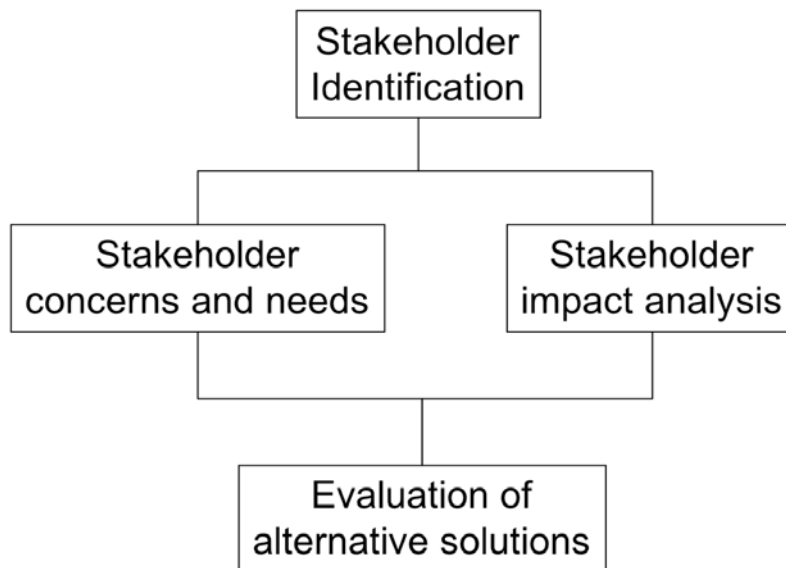 Stakeholder
Identification
Stakeholder
concerns and needs
Stakeholder
impact analysis
Evaluation of
alternative solutions